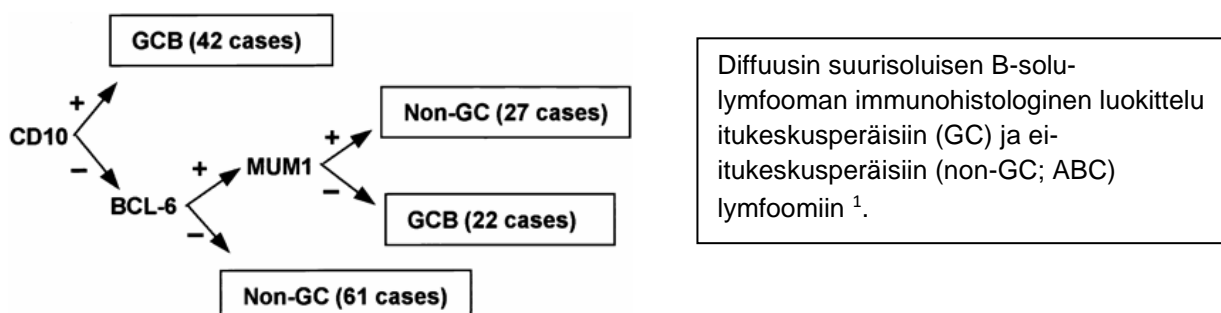 GCB (42 cases)
+
CD10
−
Non-GC (27 cases)
+
+
MUM1
−
BCL-6
−
GCB (22 cases)
Non-GC (61 cases)
Diffuusin suurisoluisen B-solu-
lymfooman immunohistologinen luokittelu
itukeskusperäisiin (GC) ja ei-
itukeskusperäisiin (non-GC; ABC)
lymfoomiin ¹.